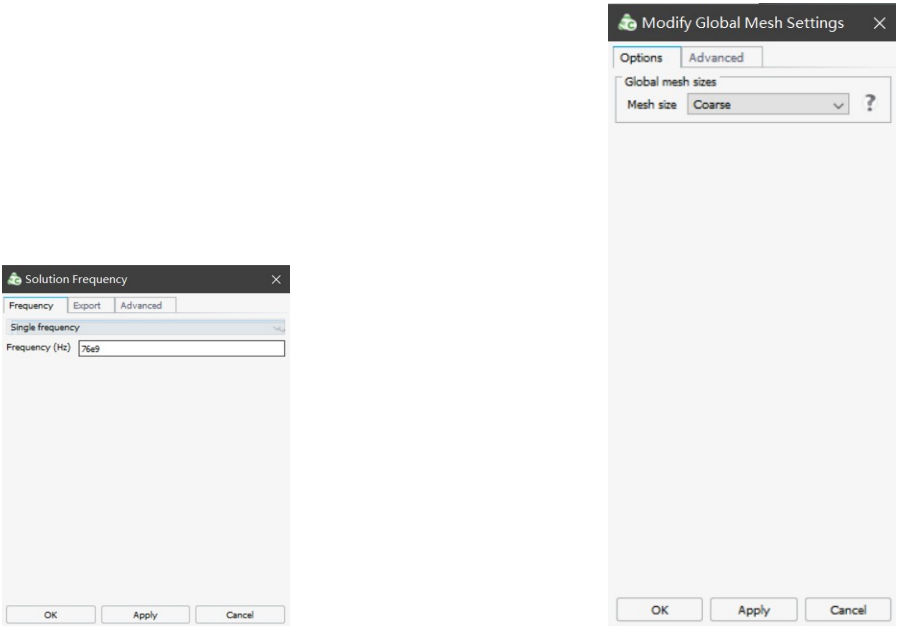 Solution Frequency
Frequency Export Advanced
Single frequency
Frequency (Hz) 76e9
OK Apply Cancel
Modify Global Mesh Settings
Options Advanced
Global mesh sizes
Mesh size Coarse ?
OK Apply Cancel